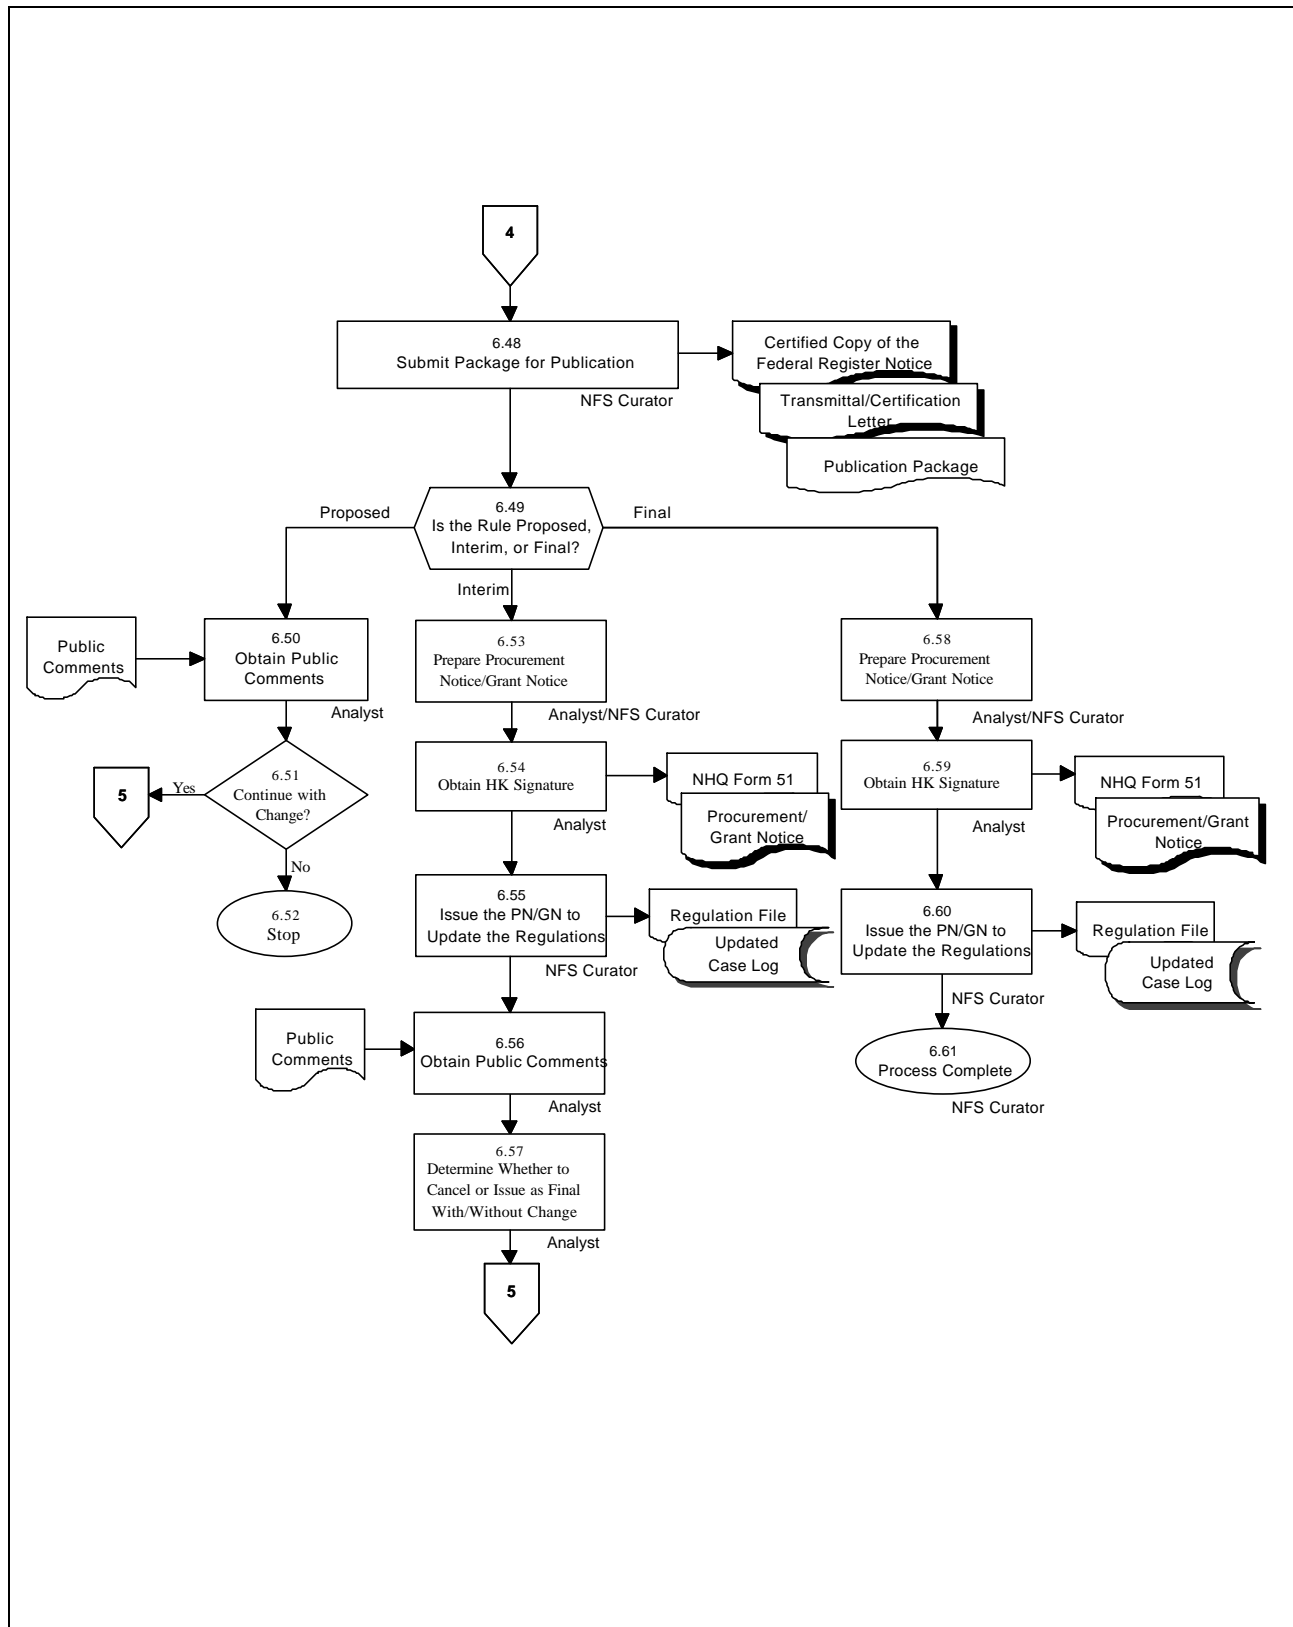 4
6.48
Submit Package for Publication
NFS Curator
Certified Copy of the
Federal Register Notice
Transmittal/Certification
Letter
Publication Package
6.49
Is the Rule Proposed,
Interim, or Final?
Proposed
Final
Interim
Public
Comments
6.50
Obtain Public
Comments
Analyst
6.51
Continue with
Change?
Yes
5
No
6.52
Stop
6.53
Prepare Procurement
Notice/Grant Notice
Analyst/NFS Curator
6.54
Obtain HK Signature
Analyst
NHQ Form 51
Procurement/
Grant Notice
6.55
Issue the PN/GN to
Update the Regulations
NFS Curator
Regulation File
Updated
Case Log
Public
Comments
6.56
Obtain Public Comments
Analyst
6.57
Determine Whether to
Cancel or Issue as Final
With/Without Change
Analyst
5
6.58
Prepare Procurement
Notice/Grant Notice
Analyst/NFS Curator
6.59
Obtain HK Signature
Analyst
NHQ Form 51
Procurement/Grant
Notice
6.60
Issue the PN/GN to
Update the Regulations
NFS Curator
Regulation File
Updated
Case Log
6.61
Process Complete
NFS Curator